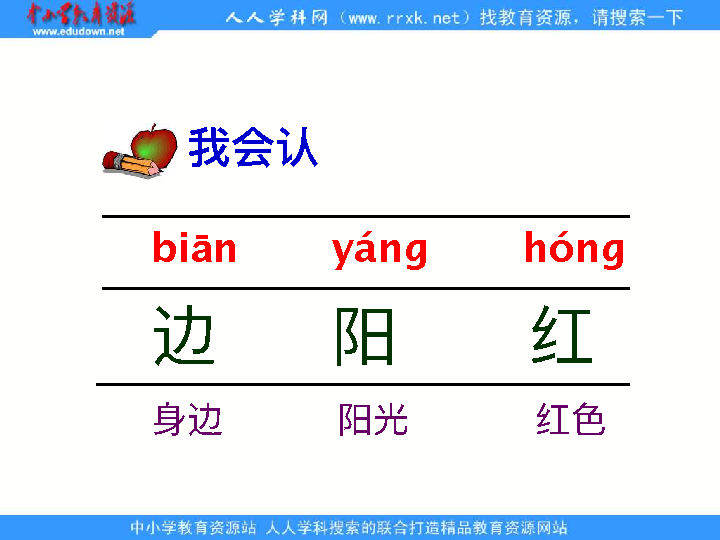 中小学教育资源
www.edudown.net
人人学科网（www.rrxk.net）找教育资源，请搜索一下
我会认
biān yáng hóng
边 阳 红
身边 阳光 红色
中小学教育资源站 人人学科搜索的联合打造精品教育资源网站